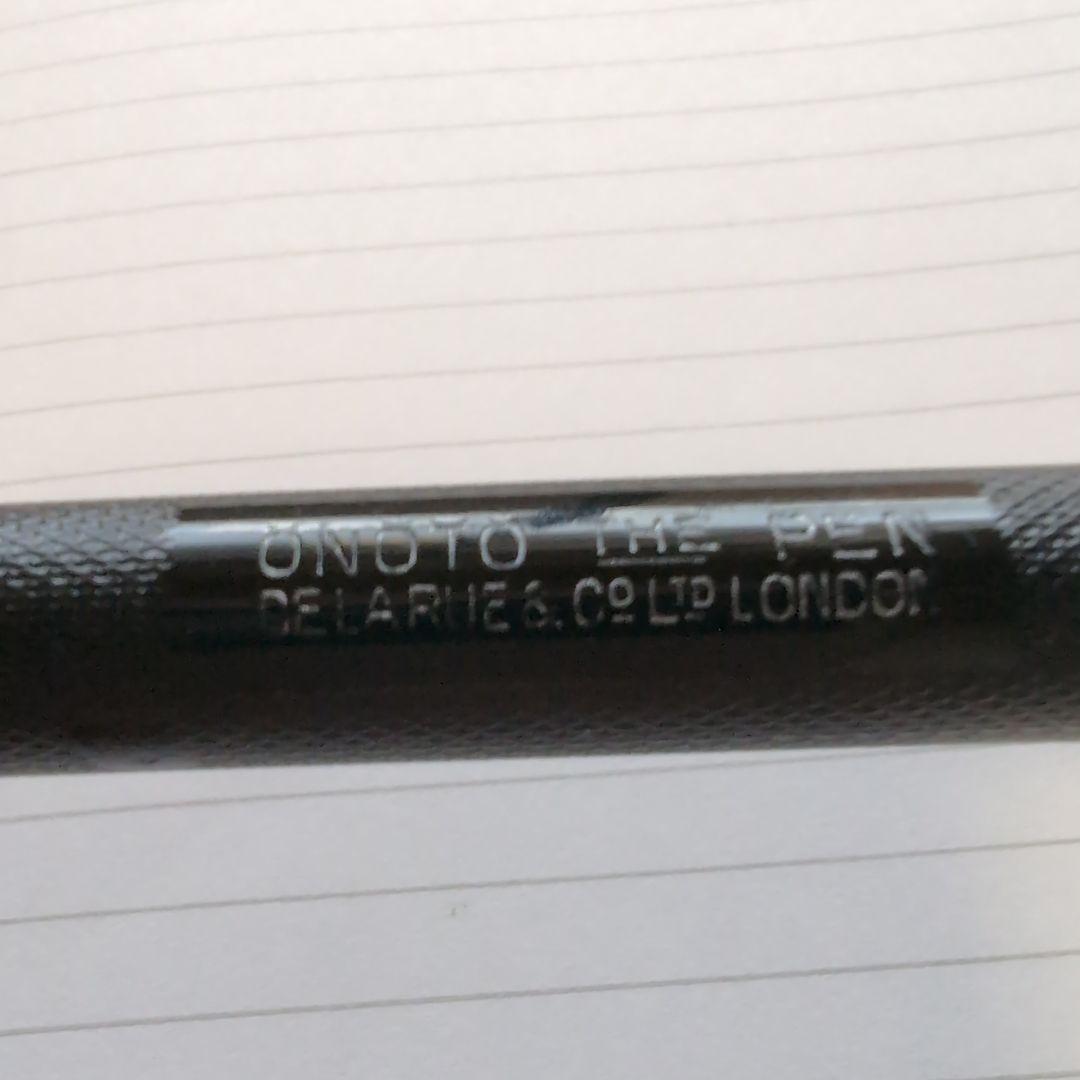 ONOTO THE PEN
DE LA RUE & Cº LTD LONDON